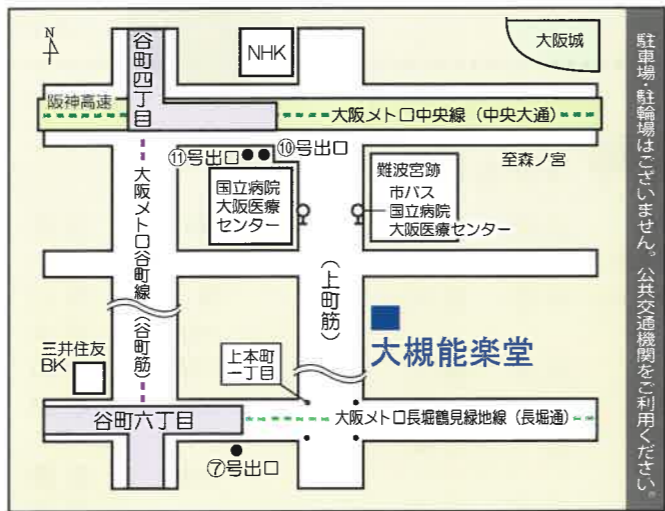 N
谷町四丁目
NHK
大阪城
阪神高速
大阪メトロ中央線（中央大通）
⑪号出口
⑩号出口
至森ノ宮
国立病院
大阪医療
センター
難波宮跡
市バス
国立病院
大阪医療センター
大阪メトロ谷町線（谷町筋）
（上町筋）
大槻能楽堂
三井住友
BK
上本町
一丁目
谷町六丁目
大阪メトロ長堀鶴見緑地線（長堀通）
⑦号出口
駐車場・駐輪場はございません。公共交通機関をご利用ください。